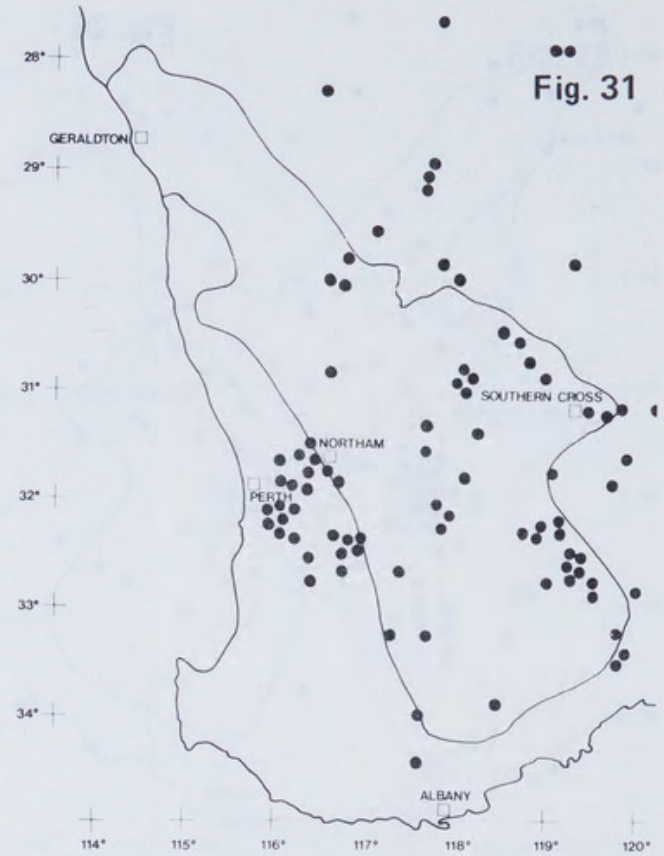 28°
Fig. 31
GERALDTON
29°
30°
31°
SOUTHERN CROSS
NORTHAM
32°
PERTH
33°
34°
ALBANY
114°
115°
116°
117°
118°
119°
120°